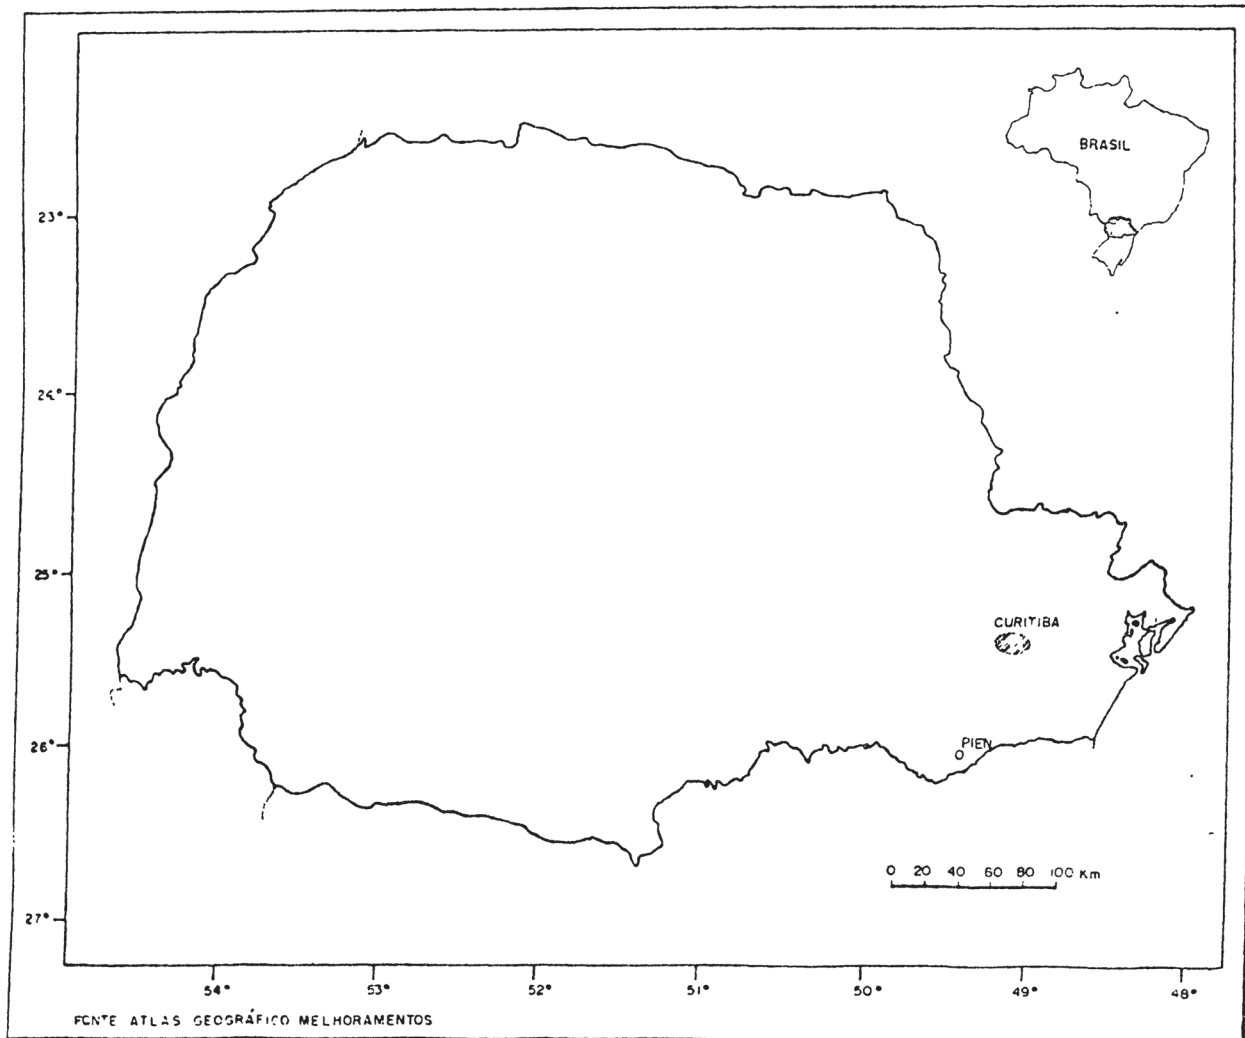 BRASIL
23°
24°
25°
CURITIBA
PIEN
26°
0 20 40 60 80 100 Km
27°
54° 53° 52° 51° 50° 49° 48°
FONTE ATLAS GEOGRÁFICO MELHORAMENTOS